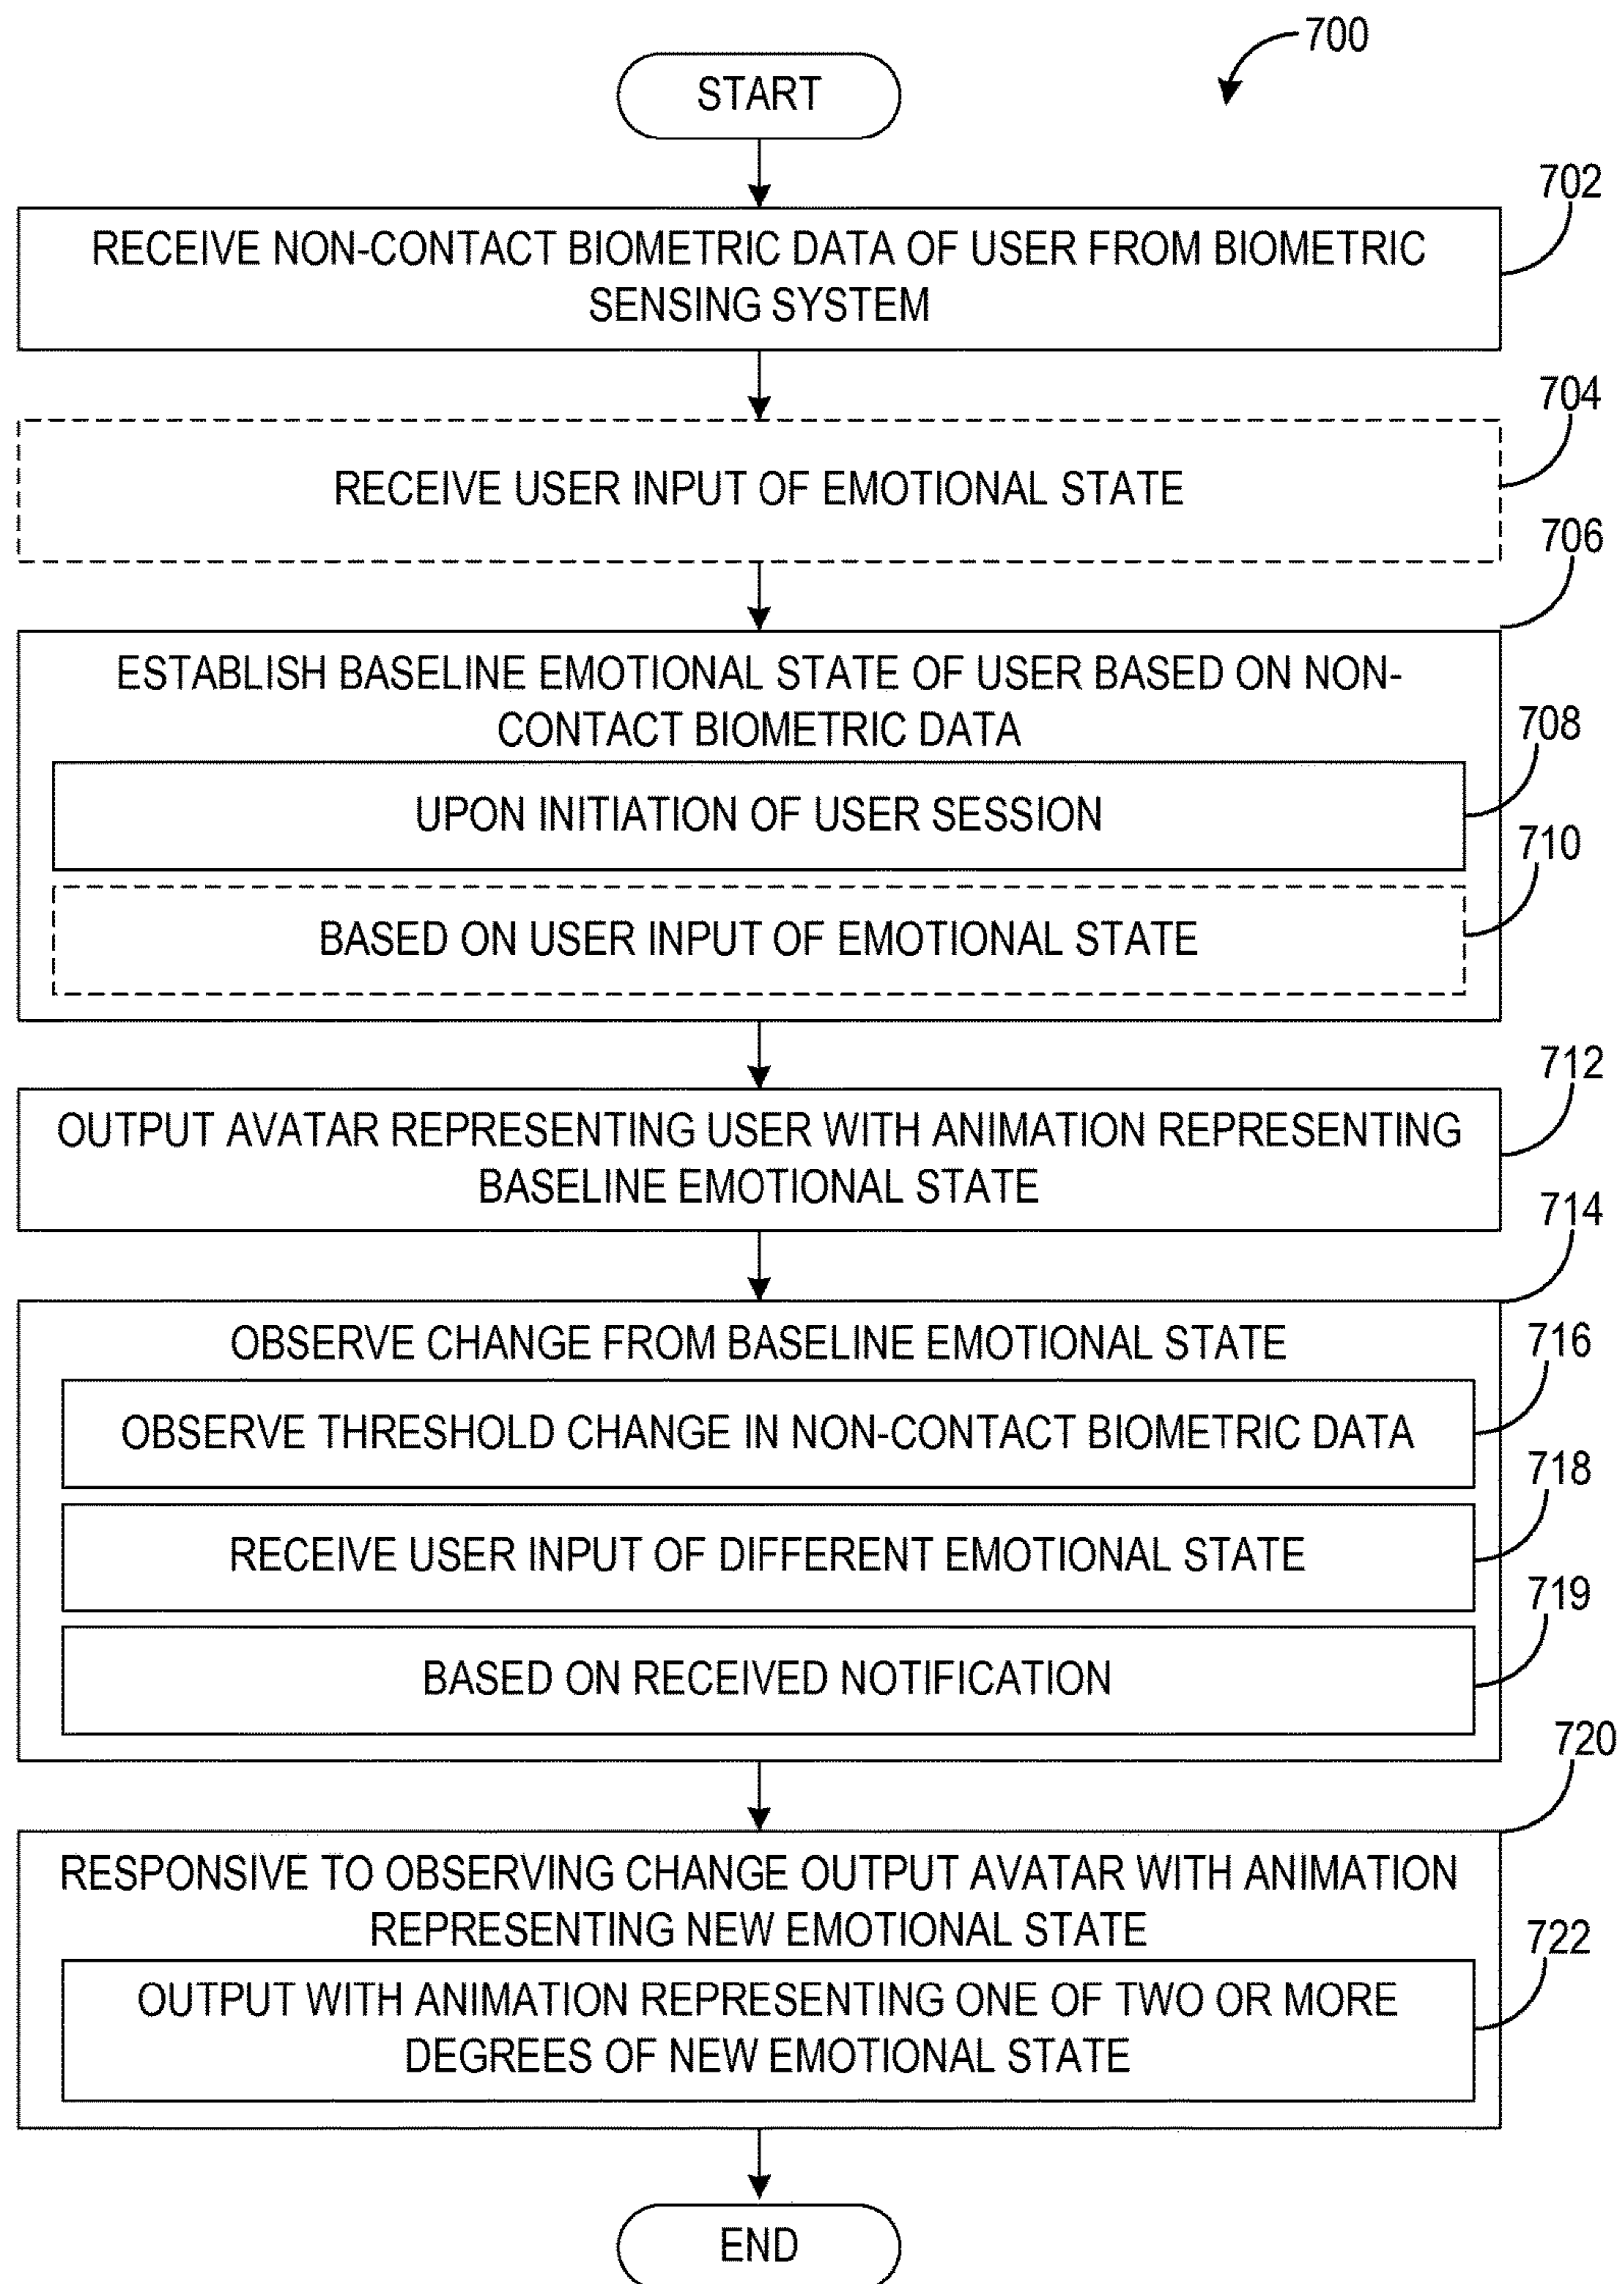 700
START
702
RECEIVE NON-CONTACT BIOMETRIC DATA OF USER FROM BIOMETRIC
SENSING SYSTEM
704
RECEIVE USER INPUT OF EMOTIONAL STATE
706
ESTABLISH BASELINE EMOTIONAL STATE OF USER BASED ON NON-
CONTACT BIOMETRIC DATA
708
UPON INITIATION OF USER SESSION
710
BASED ON USER INPUT OF EMOTIONAL STATE
712
OUTPUT AVATAR REPRESENTING USER WITH ANIMATION REPRESENTING
BASELINE EMOTIONAL STATE
714
OBSERVE CHANGE FROM BASELINE EMOTIONAL STATE
716
OBSERVE THRESHOLD CHANGE IN NON-CONTACT BIOMETRIC DATA
718
RECEIVE USER INPUT OF DIFFERENT EMOTIONAL STATE
719
BASED ON RECEIVED NOTIFICATION
720
RESPONSIVE TO OBSERVING CHANGE OUTPUT AVATAR WITH ANIMATION
REPRESENTING NEW EMOTIONAL STATE
722
OUTPUT WITH ANIMATION REPRESENTING ONE OF TWO OR MORE
DEGREES OF NEW EMOTIONAL STATE
END